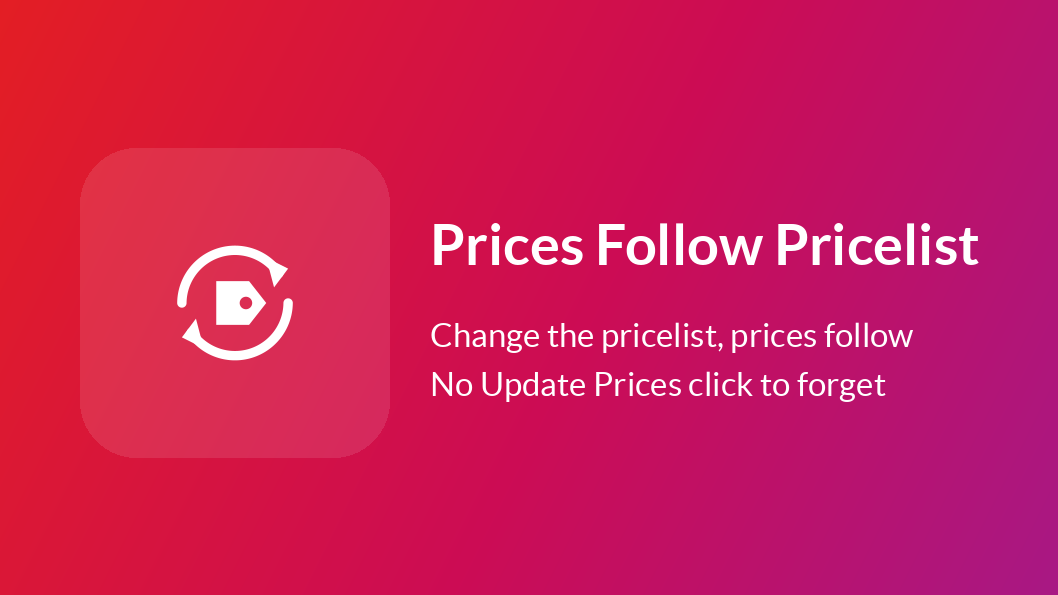 Prices Follow Pricelist
Change the pricelist, prices follow
No Update Prices click to forget